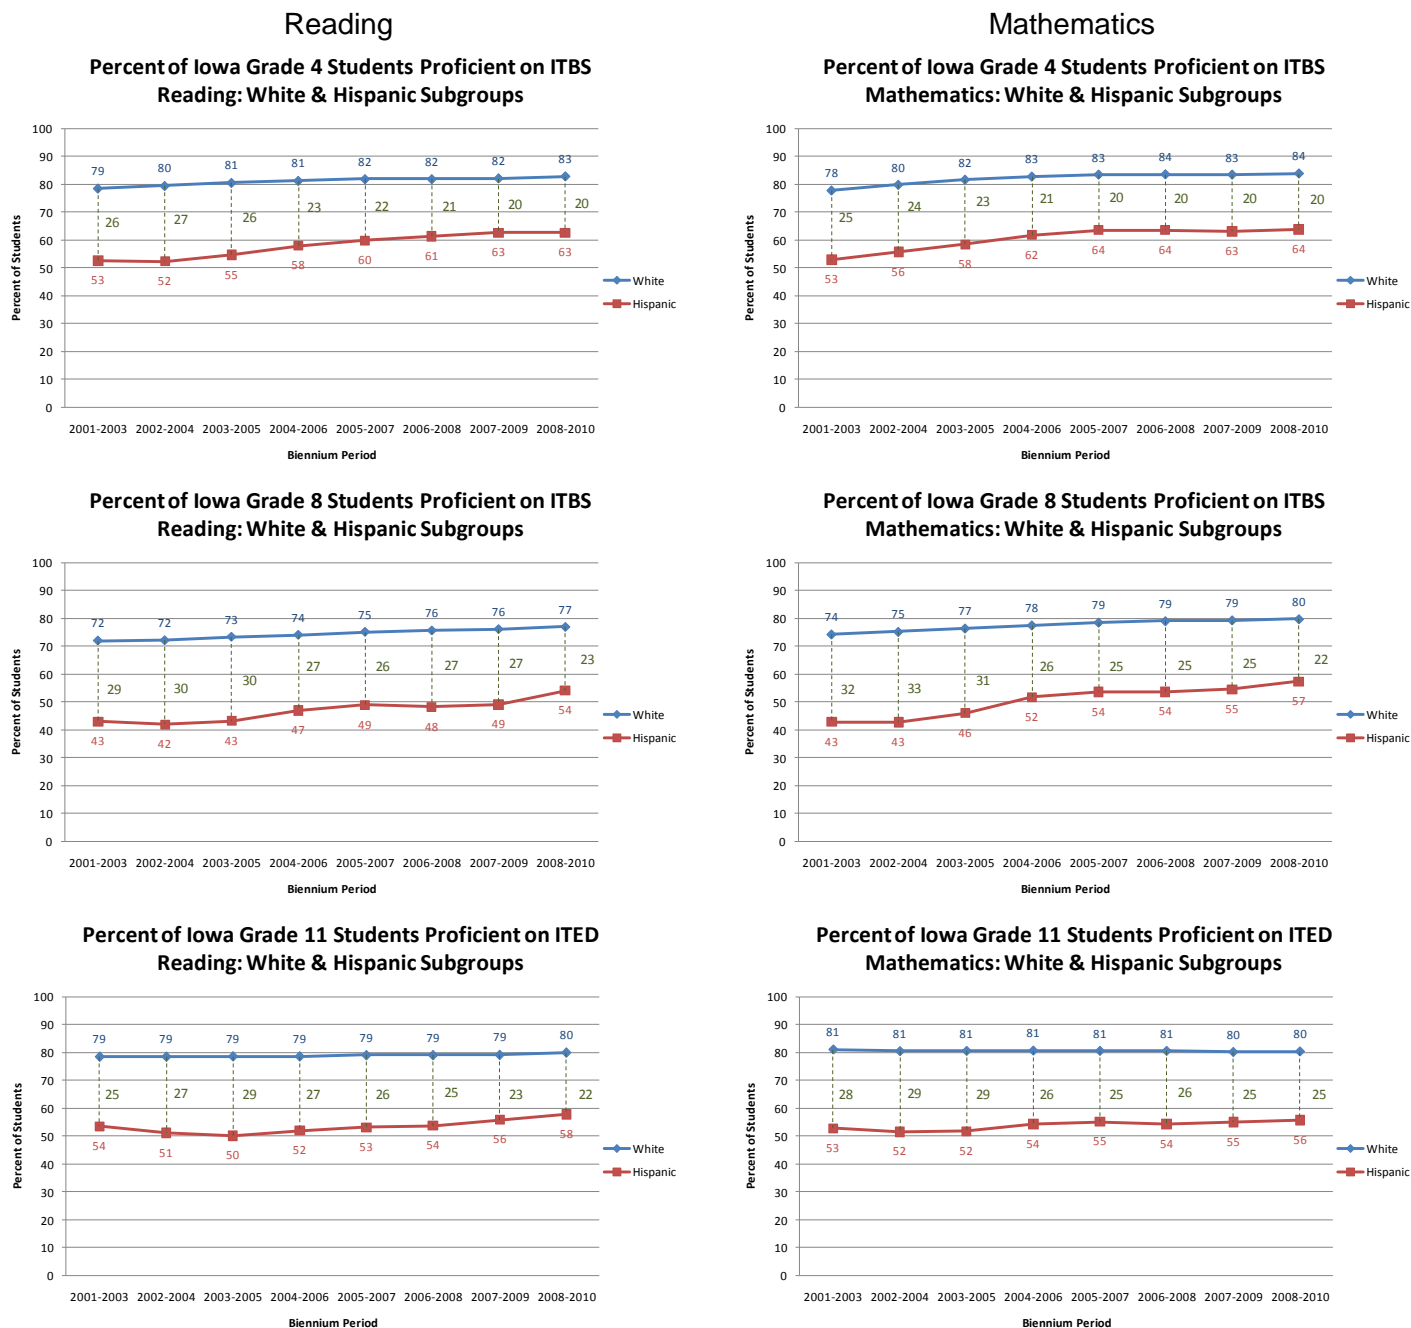 Reading
Mathematics
Percent of Iowa Grade 4 Students Proficient on ITBS
Reading: White & Hispanic Subgroups
100
90
80
70
60
50
40
30
20
10
0
Percent of Students
79 80 81 81 82 82 82 83
26 27 26 23 22 21 20 20
53 52 55 58 60 61 63 63
White
Hispanic
2001-2003 2002-2004 2003-2005 2004-2006 2005-2007 2006-2008 2007-2009 2008-2010
Biennium Period
Percent of Iowa Grade 4 Students Proficient on ITBS
Mathematics: White & Hispanic Subgroups
100
90
80
70
60
50
40
30
20
10
0
Percent of Students
78 80 82 83 83 84 83 84
25 24 23 21 20 20 20 20
53 56 58 62 64 64 63 64
White
Hispanic
2001-2003 2002-2004 2003-2005 2004-2006 2005-2007 2006-2008 2007-2009 2008-2010
Biennium Period
Percent of Iowa Grade 8 Students Proficient on ITBS
Reading: White & Hispanic Subgroups
100
90
80
70
60
50
40
30
20
10
0
Percent of Students
72 72 73 74 75 76 76 77
29 30 30 27 26 27 27 23
43 42 43 47 49 48 49 54
White
Hispanic
2001-2003 2002-2004 2003-2005 2004-2006 2005-2007 2006-2008 2007-2009 2008-2010
Biennium Period
Percent of Iowa Grade 8 Students Proficient on ITBS
Mathematics: White & Hispanic Subgroups
100
90
80
70
60
50
40
30
20
10
0
Percent of Students
74 75 77 78 79 79 79 80
32 33 31 26 25 25 25 22
43 43 46 52 54 54 55 57
White
Hispanic
2001-2003 2002-2004 2003-2005 2004-2006 2005-2007 2006-2008 2007-2009 2008-2010
Biennium Period
Percent of Iowa Grade 11 Students Proficient on ITED
Reading: White & Hispanic Subgroups
100
90
80
70
60
50
40
30
20
10
0
Percent of Students
79 79 79 79 79 79 79 80
25 27 29 27 26 25 23 22
54 51 50 52 53 54 56 58
White
Hispanic
2001-2003 2002-2004 2003-2005 2004-2006 2005-2007 2006-2008 2007-2009 2008-2010
Biennium Period
Percent of Iowa Grade 11 Students Proficient on ITED
Mathematics: White & Hispanic Subgroups
100
90
80
70
60
50
40
30
20
10
0
Percent of Students
81 81 81 81 81 81 80 80
28 29 29 26 25 26 25 25
53 52 52 54 55 54 55 56
White
Hispanic
2001-2003 2002-2004 2003-2005 2004-2006 2005-2007 2006-2008 2007-2009 2008-2010
Biennium Period